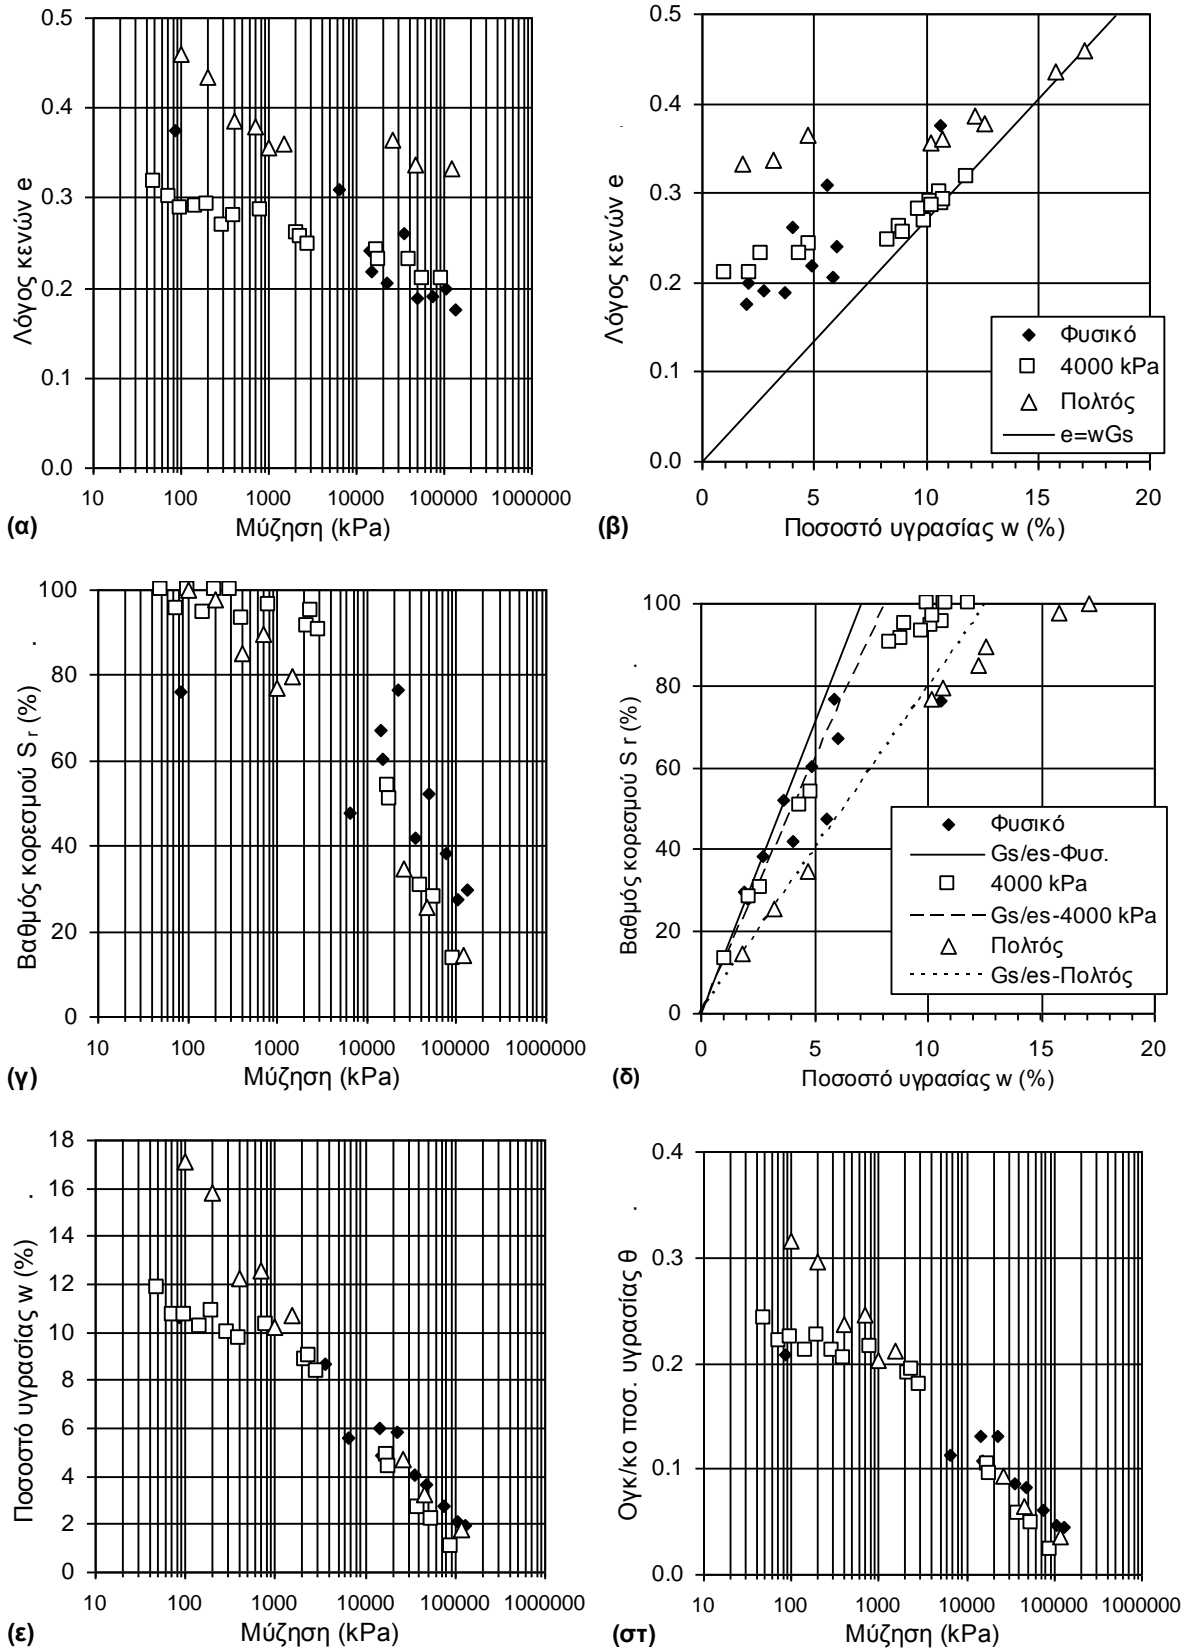 0.5
0.4
0.3
0.2
0.1
0.0
Λόγος κενών e
10 100 1000 10000 100000 1000000
Μύζηση (kPa)
(α)
0.5
0.4
0.3
0.2
0.1
0.0
Λόγος κενών e
Φυσικό
4000 kPa
Πολτός
e=wGs
0 5 10 15 20
Ποσοστό υγρασίας w (%)
(β)
100
80
60
40
20
0
Βαθμός κορεσμού S r (%)
10 100 1000 10000 100000 1000000
Μύζηση (kPa)
(γ)
100
80
60
40
20
0
Βαθμός κορεσμού S r (%)
Φυσικό
Gs/es-Φυσ.
4000 kPa
Gs/es-4000 kPa
Πολτός
Gs/es-Πολτός
0 5 10 15 20
Ποσοστό υγρασίας w (%)
(δ)
18
16
14
12
10
8
6
4
2
0
Ποσοστό υγρασίας w (%)
10 100 1000 10000 100000 1000000
Μύζηση (kPa)
(ε)
0.4
0.3
0.2
0.1
0.0
Ογκ/κο ποσ. υγρασίας θ
10 100 1000 10000 100000 1000000
Μύζηση (kPa)
(στ)